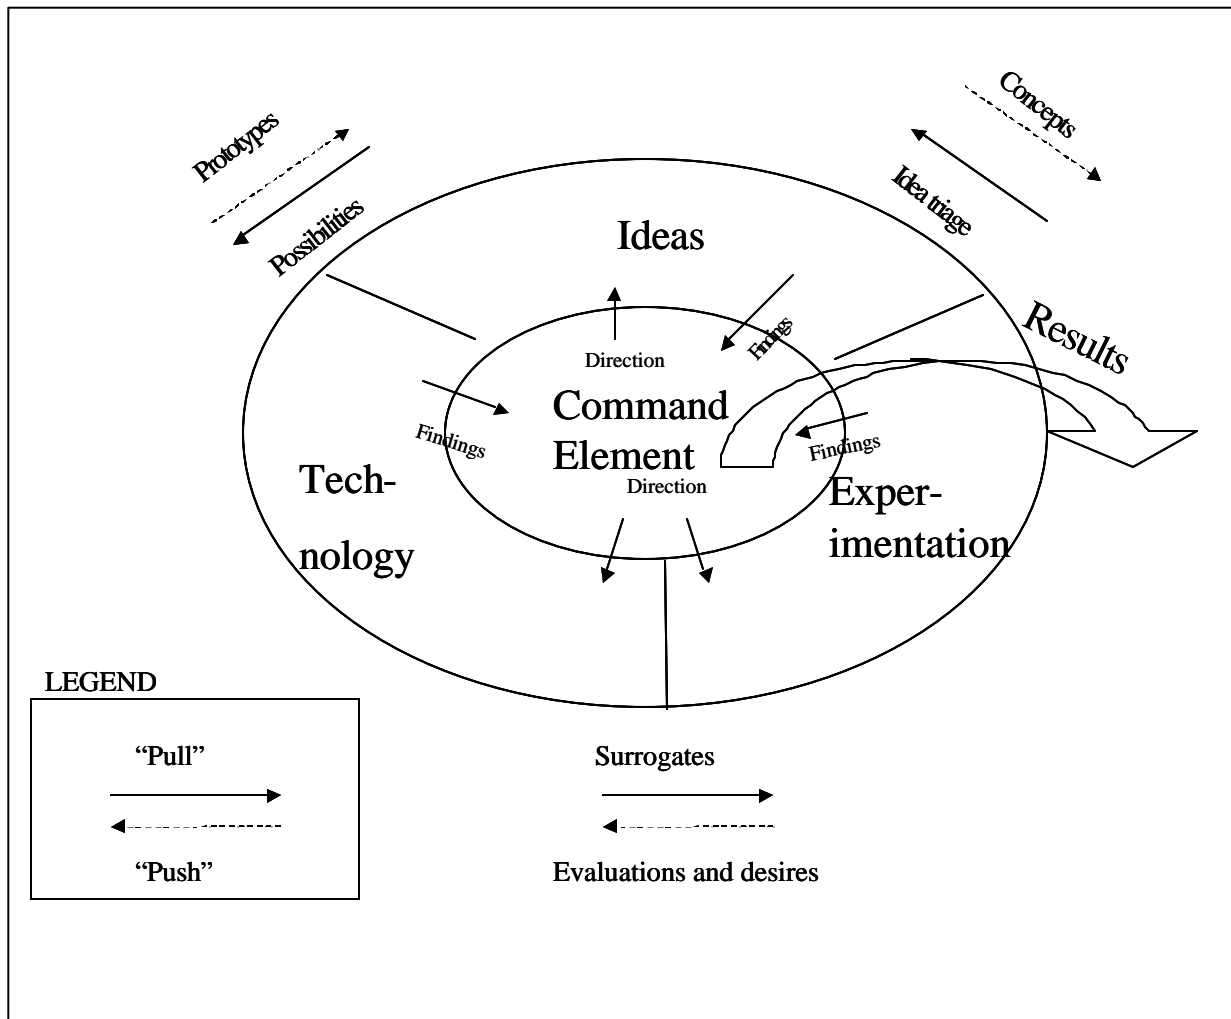 Concepts
Prototypes
Idea triage
Possibilities
Ideas
Results
Findings
Direction
Command
Element
Findings
Findings
Direction
Tech-
nology
Exper-
imentation
LEGEND
“Pull”
“Push”
Surrogates
Evaluations and desires